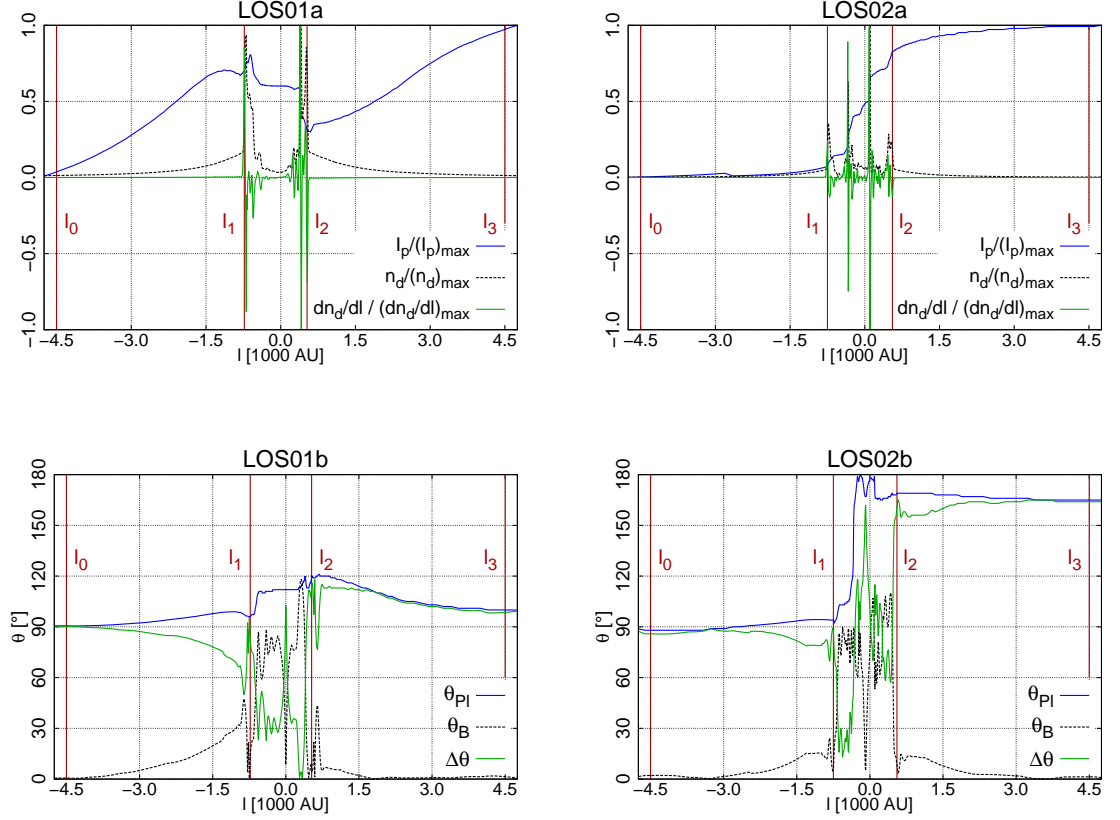 LOS01a
1.0
0.5
0.0
−0.5
−1.0
l0 l1 l2 l3
Ip/(Ip)max
nd/(nd)max
dnd/dl / (dnd/dl)max
−4.5 −3.0 −1.5 0.0 1.5 3.0 4.5
l [1000 AU]
LOS02a
1.0
0.5
0.0
−0.5
−1.0
l0 l1 l2 l3
Ip/(Ip)max
nd/(nd)max
dnd/dl / (dnd/dl)max
−4.5 −3.0 −1.5 0.0 1.5 3.0 4.5
l [1000 AU]
LOS01b
180
150
120
90
60
30
0
θ [°]
l0 l1 l2 l3
θPI
θB
Δθ
−4.5 −3.0 −1.5 0.0 1.5 3.0 4.5
l [1000 AU]
LOS02b
180
150
120
90
60
30
0
θ [°]
l0 l1 l2 l3
θPI
θB
Δθ
−4.5 −3.0 −1.5 0.0 1.5 3.0 4.5
l [1000 AU]